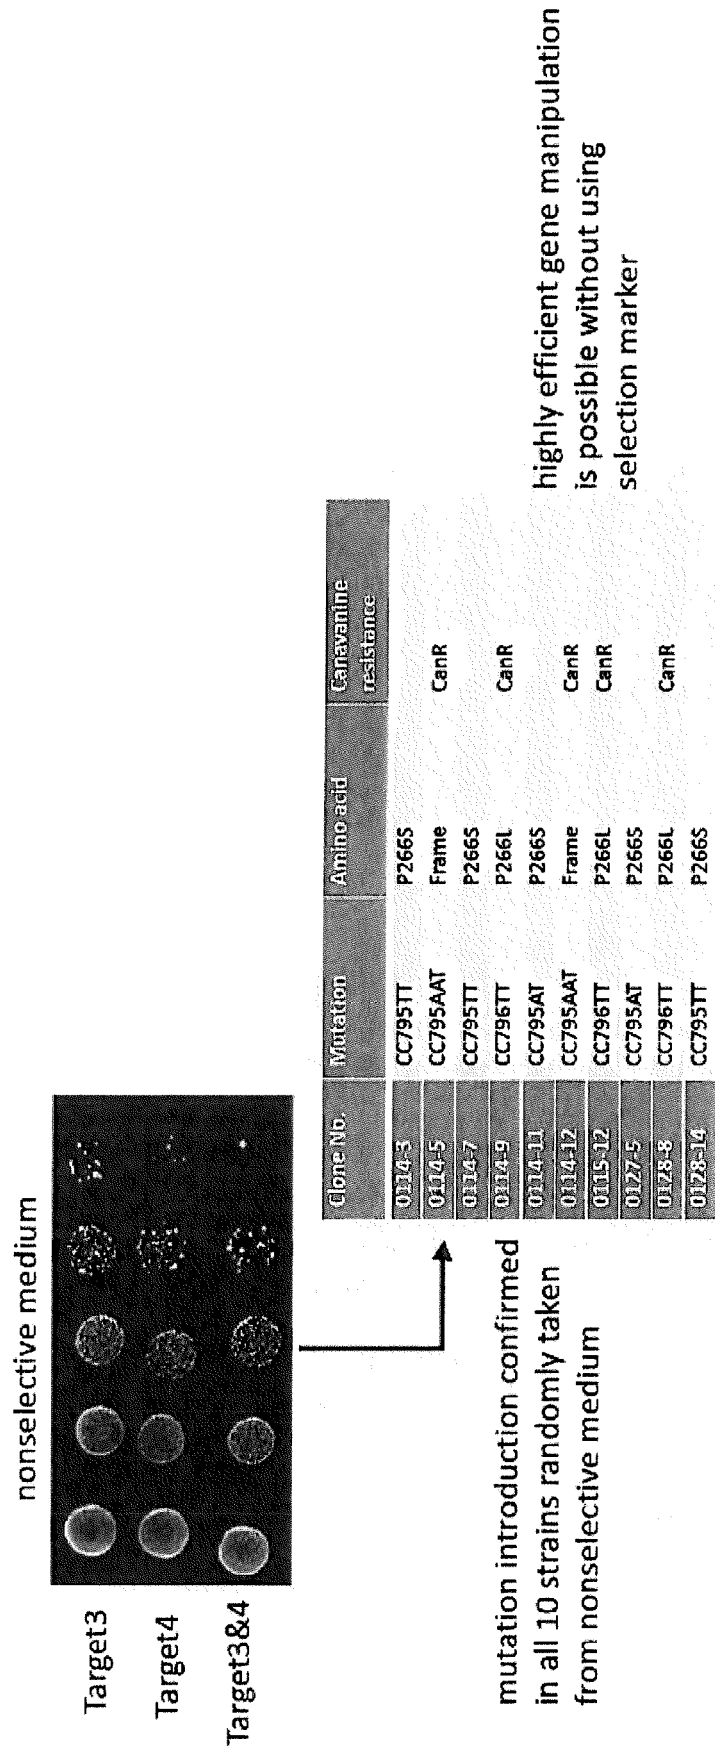 nonselective medium
Target3
Target4
Target3&4
mutation introduction confirmed
in all 10 strains randomly taken
from nonselective medium
Clone No. Mutation Amino acid Canavanine resistance
0114-3 CC795TT P266S
0114-5 CC795AAT Frame CanR
0114-7 CC795TT P266S
0114-9 CC796TT P266L CanR
0114-11 CC795AT P266S
0114-12 CC795AAT Frame CanR
0115-12 CC796TT P266L CanR
0127-5 CC795AT P266S
0128-8 CC796TT P266L CanR
0128-14 CC795TT P266S
highly efficient gene manipulation
is possible without using
selection marker